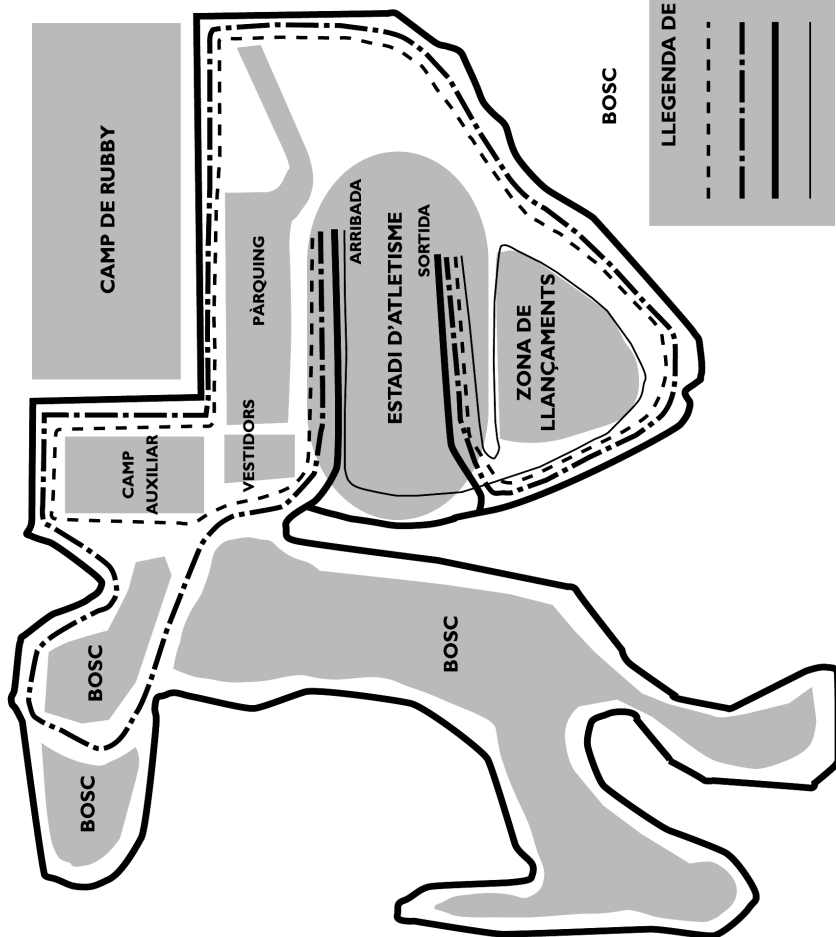 CAMP DE RUBBY
PÀRQUING
VESTIDORS
CAMP
AUXILIAR
ARRIBADA
ESTADI D'ATLETISME
SORTIDA
ZONA DE
LLANÇAMENTS
BOSC
LLEGENDA DE
BOSC
BOSC
BOSC